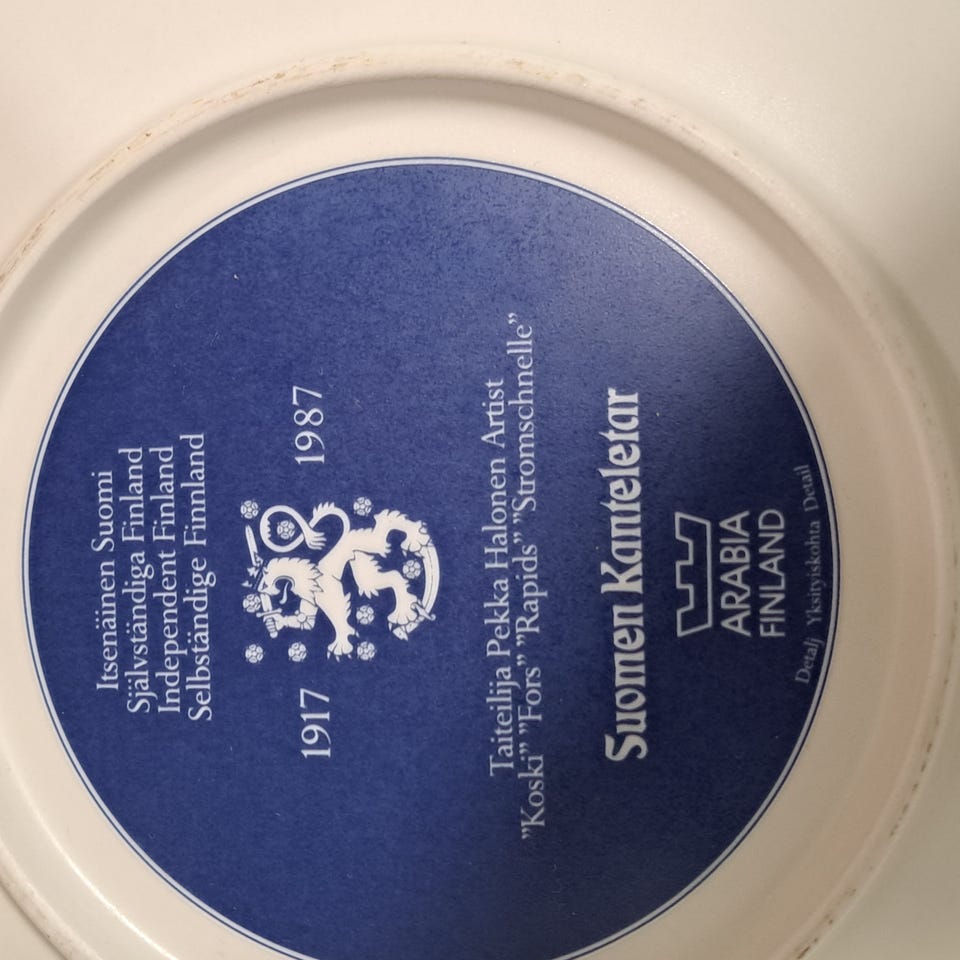 Itsenäinen Suomi
Självständiga Finland
Independent Finland
Selbständige Finnland
1917 1987
Taiteilija Pekka Halonen Artist
”Koski” ”Fors” ”Rapids” ”Stromschnelle”
Suomen Kanteletar
ARABIA
FINLAND
Detalj Yksityiskohta Detail